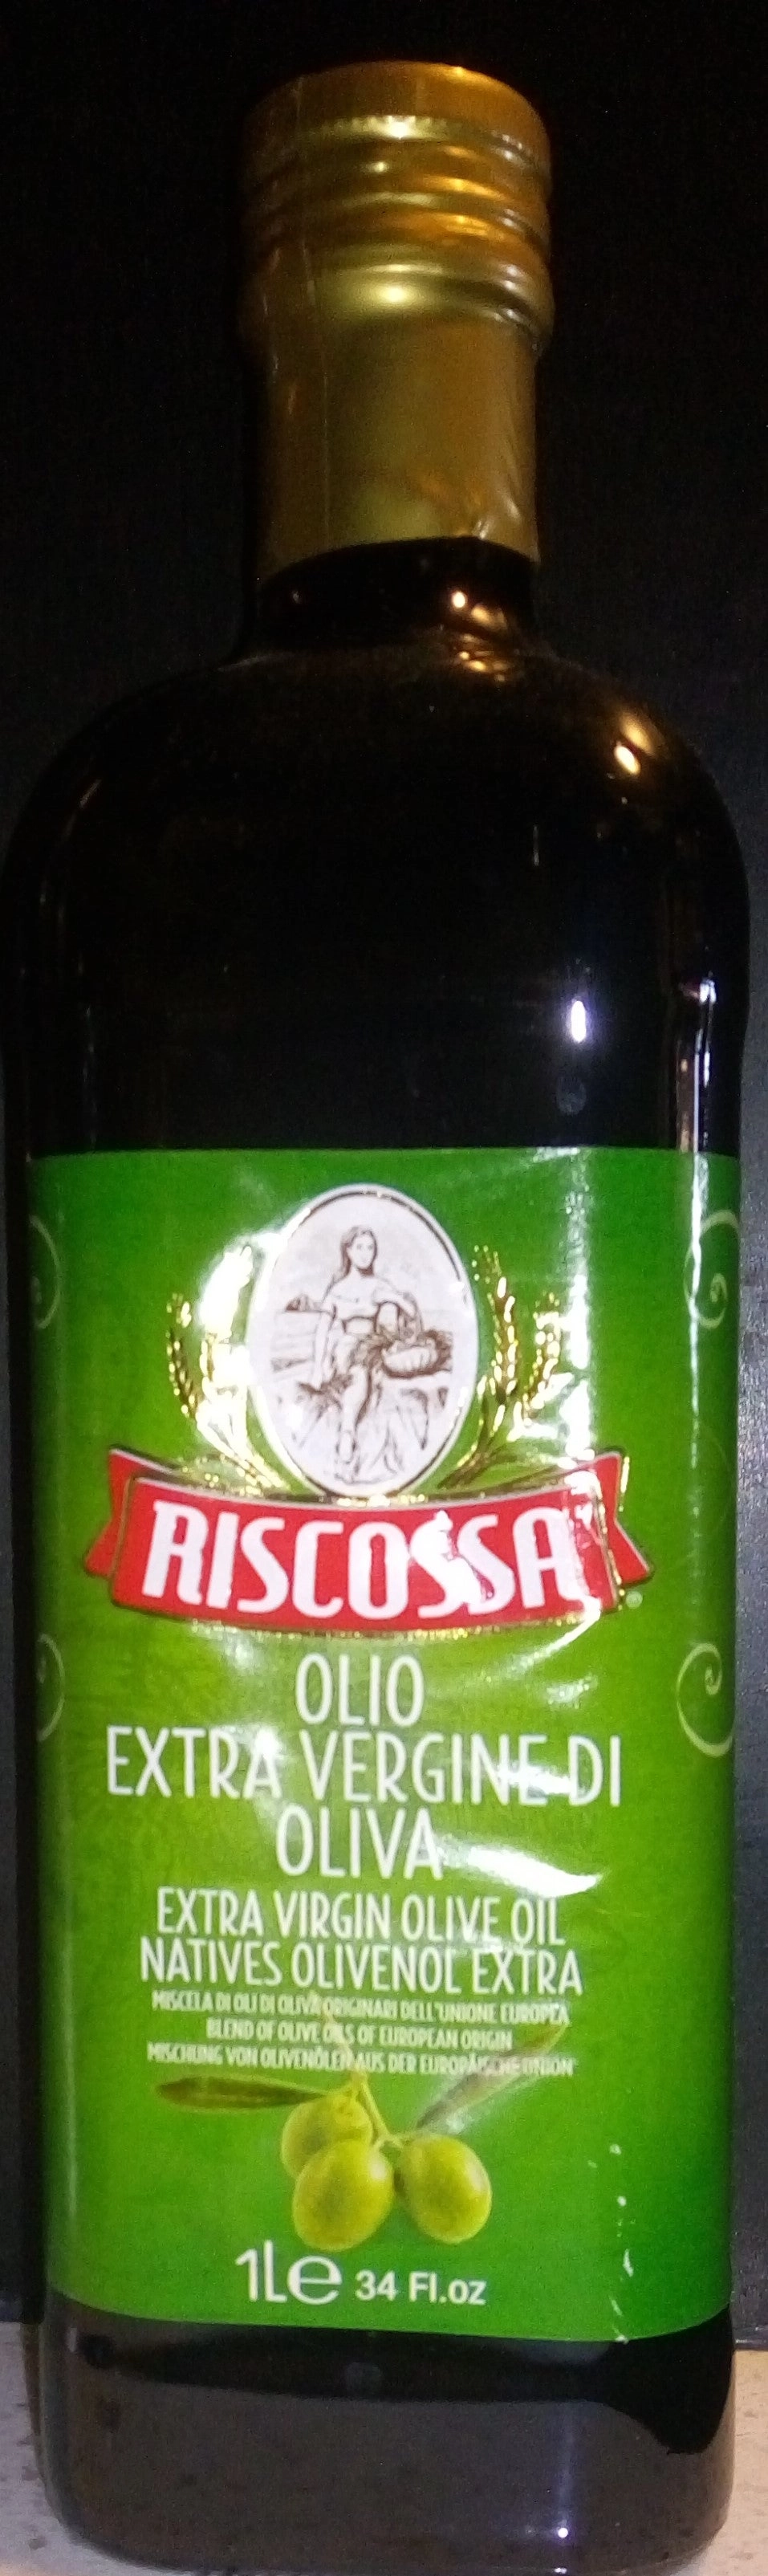 RISCOSSA
®
OLIO
EXTRA VERGINE DI
OLIVA
EXTRA VIRGIN OLIVE OIL
NATIVES OLIVENOL EXTRA
MISCELA DI OLI DI OLIVA ORIGINARI DELL'UNIONE EUROPEA
BLEND OF OLIVE OILS OF EUROPEAN ORIGIN
MISCHUNG VON OLIVENÖLEN AUS DER EUROPÄISCHE UNION
1L℮ 34 Fl.oz